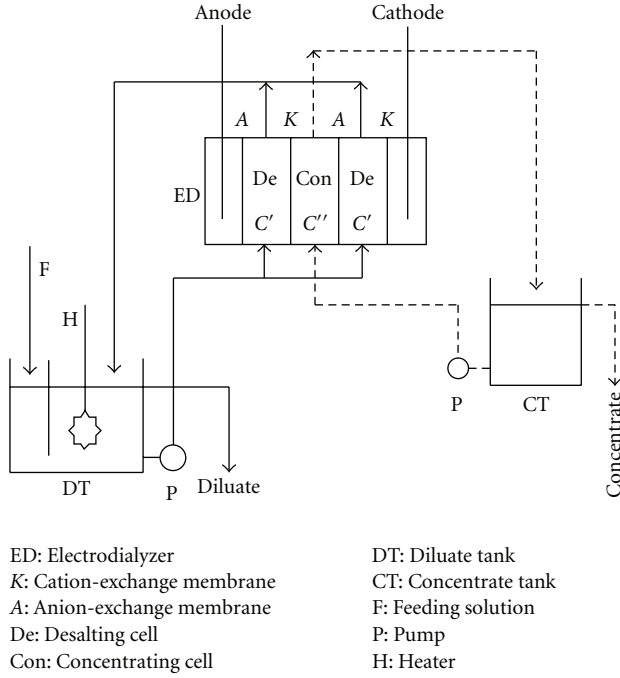 Anode
Cathode
A K A K
ED
De Con De
C′ C′′ C′
F
H
P
CT
Concentrate
DT
P
Diluate
ED: Electrodialyzer
K: Cation-exchange membrane
A: Anion-exchange membrane
De: Desalting cell
Con: Concentrating cell
DT: Diluate tank
CT: Concentrate tank
F: Feeding solution
P: Pump
H: Heater